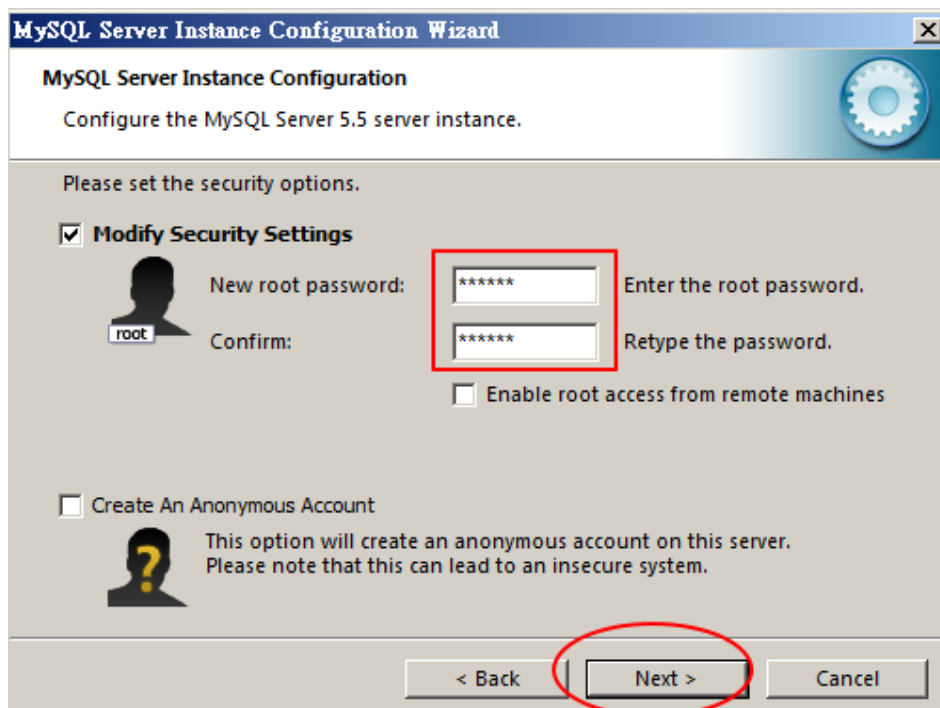 MySQL Server Instance Configuration Wizard
MySQL Server Instance Configuration
Configure the MySQL Server 5.5 server instance.
Please set the security options.
Modify Security Settings
New root password: ****** Enter the root password.
root
Confirm: ****** Retype the password.
Enable root access from remote machines
Create An Anonymous Account
?
This option will create an anonymous account on this server.
Please note that this can lead to an insecure system.
< Back Next > Cancel